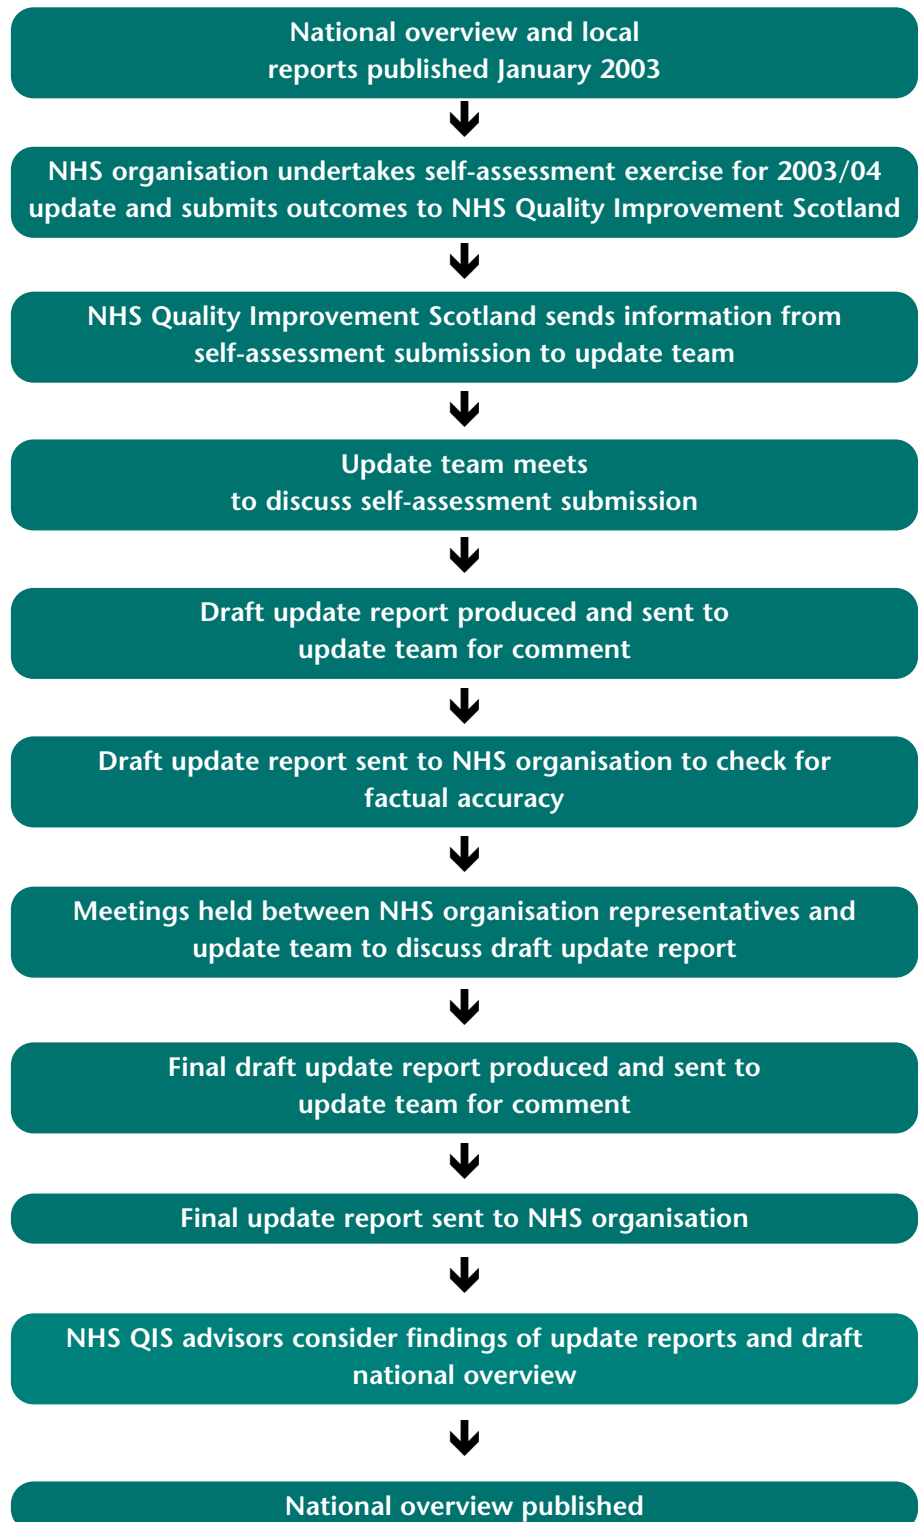 National overview and local
reports published January 2003
NHS organisation undertakes self-assessment exercise for 2003/04
update and submits outcomes to NHS Quality Improvement Scotland
NHS Quality Improvement Scotland sends information from
self-assessment submission to update team
Update team meets
to discuss self-assessment submission
Draft update report produced and sent to
update team for comment
Draft update report sent to NHS organisation to check for
factual accuracy
Meetings held between NHS organisation representatives and
update team to discuss draft update report
Final draft update report produced and sent to
update team for comment
Final update report sent to NHS organisation
NHS QIS advisors consider findings of update reports and draft
national overview
National overview published